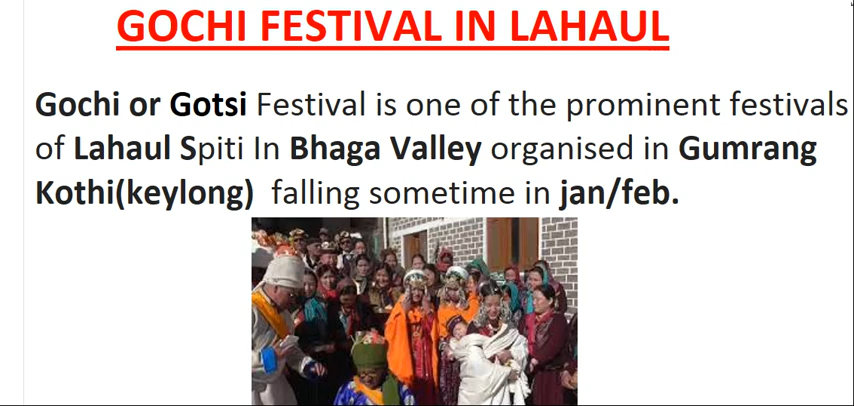 GOCHI FESTIVAL IN LAHAUL
Gochi or Gotsi Festival is one of the prominent festivals
of Lahaul Spiti In Bhaga Valley organised in Gumrang
Kothi(keylong) falling sometime in jan/feb.